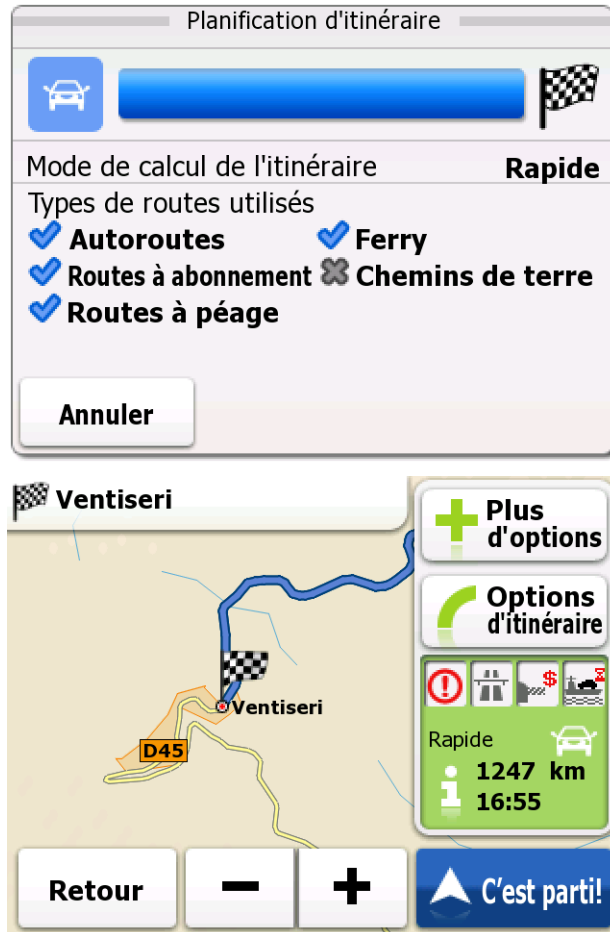 Planification d'itinéraire
Mode de calcul de l'itinéraire Rapide
Types de routes utilisés
Autoroutes Ferry
Routes à abonnement Chemins de terre
Routes à péage
Annuler
Ventiseri
Plus
d'options
Options
d'itinéraire
Ventiseri
D45
Rapide
1247 km
16:55
Retour
C'est parti!